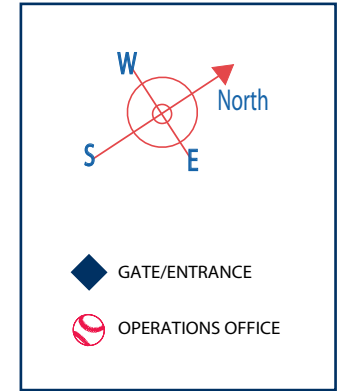 W
North
S
E
GATE/ENTRANCE
OPERATIONS OFFICE